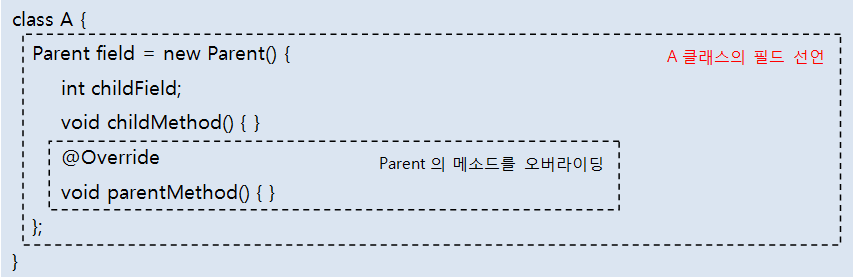 class A {
Parent field = new Parent() {
A 클래스의 필드 선언
int childField;
void childMethod() { }
@Override
Parent 의 메소드를 오버라이딩
void parentMethod() { }
};
}